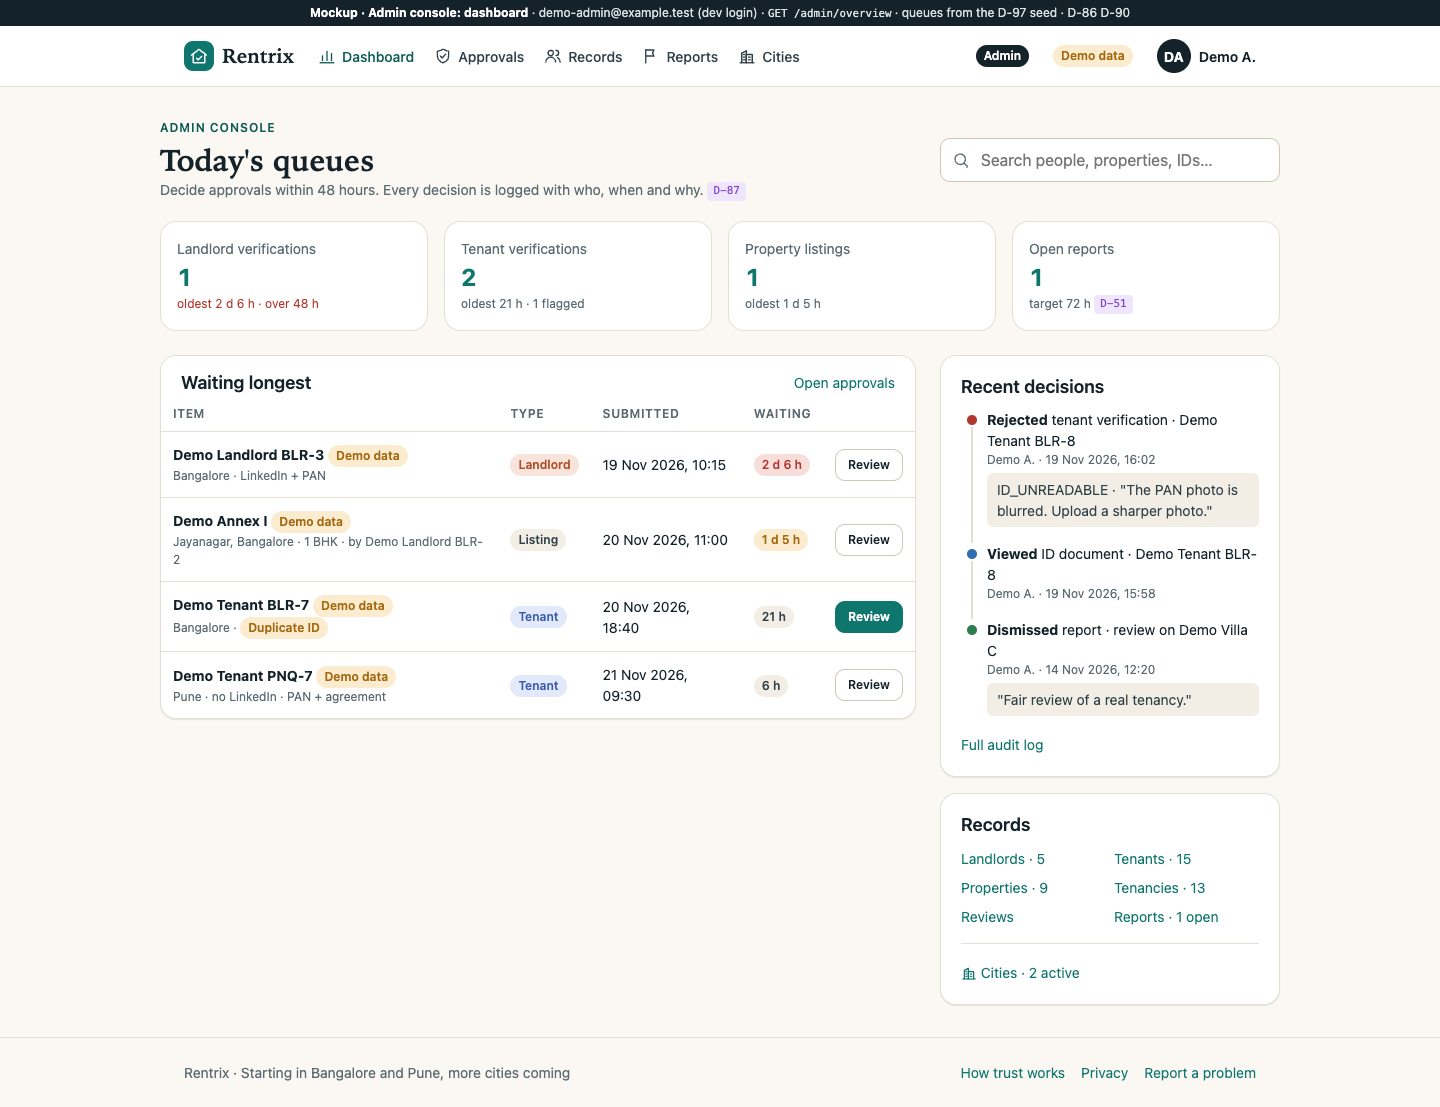 Mockup · Admin console: dashboard · demo-admin@example.test (dev login) · GET /admin/overview · queues from the D-97 seed · D-86 D-90
Rentrix
Dashboard
Approvals
Records
Reports
Cities
Admin
Demo data
DA
Demo A.
ADMIN CONSOLE
Today's queues
Decide approvals within 48 hours. Every decision is logged with who, when and why. D-87
Search people, properties, IDs...
Landlord verifications
1
oldest 2 d 6 h · over 48 h
Tenant verifications
2
oldest 21 h · 1 flagged
Property listings
1
oldest 1 d 5 h
Open reports
1
target 72 h D-51
Waiting longest
Open approvals
ITEM TYPE SUBMITTED WAITING
Demo Landlord BLR-3 Demo data
Bangalore · LinkedIn + PAN
Landlord
19 Nov 2026, 10:15
2 d 6 h
Review
Demo Annex I Demo data
Jayanagar, Bangalore · 1 BHK · by Demo Landlord BLR-
2
Listing
20 Nov 2026, 11:00
1 d 5 h
Review
Demo Tenant BLR-7 Demo data
Bangalore · Duplicate ID
Tenant
20 Nov 2026,
18:40
21 h
Review
Demo Tenant PNQ-7 Demo data
Pune · no LinkedIn · PAN + agreement
Tenant
21 Nov 2026,
09:30
6 h
Review
Recent decisions
Rejected tenant verification · Demo
Tenant BLR-8
Demo A. · 19 Nov 2026, 16:02
ID_UNREADABLE · "The PAN photo is
blurred. Upload a sharper photo."
Viewed ID document · Demo Tenant BLR-
8
Demo A. · 19 Nov 2026, 15:58
Dismissed report · review on Demo Villa
C
Demo A. · 14 Nov 2026, 12:20
"Fair review of a real tenancy."
Full audit log
Records
Landlords · 5
Tenants · 15
Properties · 9
Tenancies · 13
Reviews
Reports · 1 open
Cities · 2 active
Rentrix · Starting in Bangalore and Pune, more cities coming
How trust works
Privacy
Report a problem